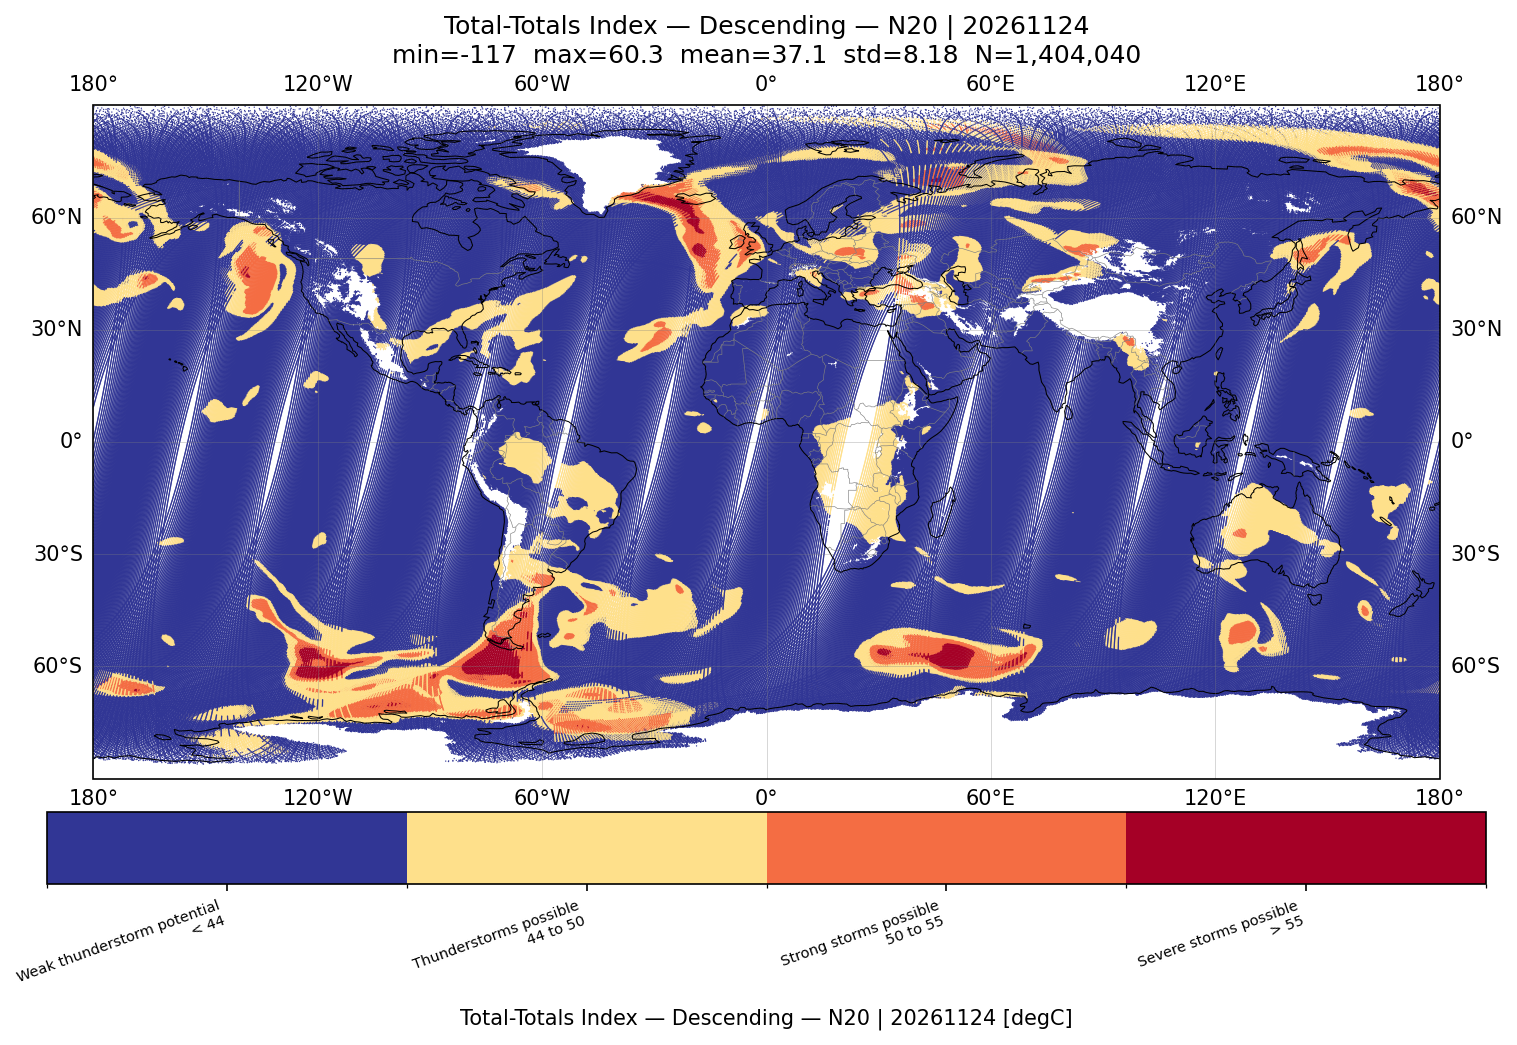 Total-Totals Index — Descending — N20 | 20261124
min=-117  max=60.3  mean=37.1  std=8.18  N=1,404,040
180° 120°W 60°W 0° 60°E 120°E 180°
60°N 60°N
30°N 30°N
0° 0°
30°S 30°S
60°S 60°S
180° 120°W 60°W 0° 60°E 120°E 180°
Weak thunderstorm potential
< 44
Thunderstorms possible
44 to 50
Strong storms possible
50 to 55
Severe storms possible
> 55
Total-Totals Index — Descending — N20 | 20261124 [degC]